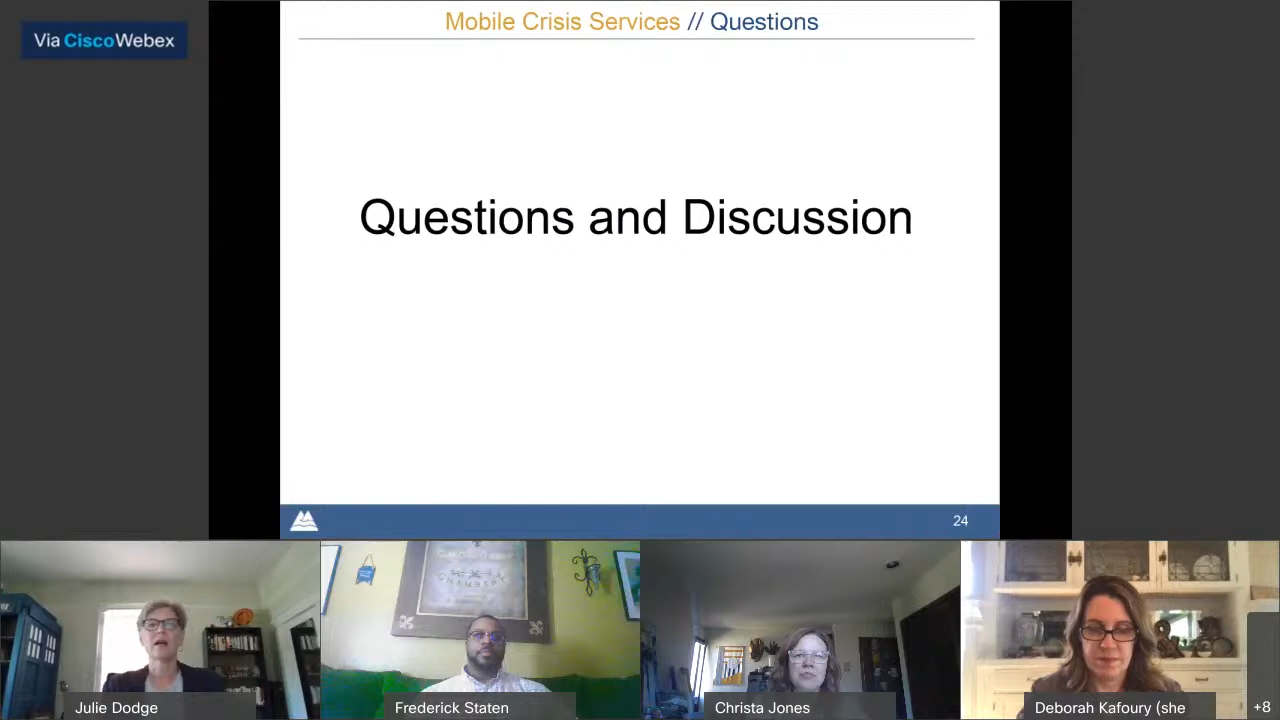 Via CiscoWebex
Mobile Crisis Services // Questions
Questions and Discussion
24
Julie Dodge
Frederick Staten
Christa Jones
Deborah Kafoury (she
+8